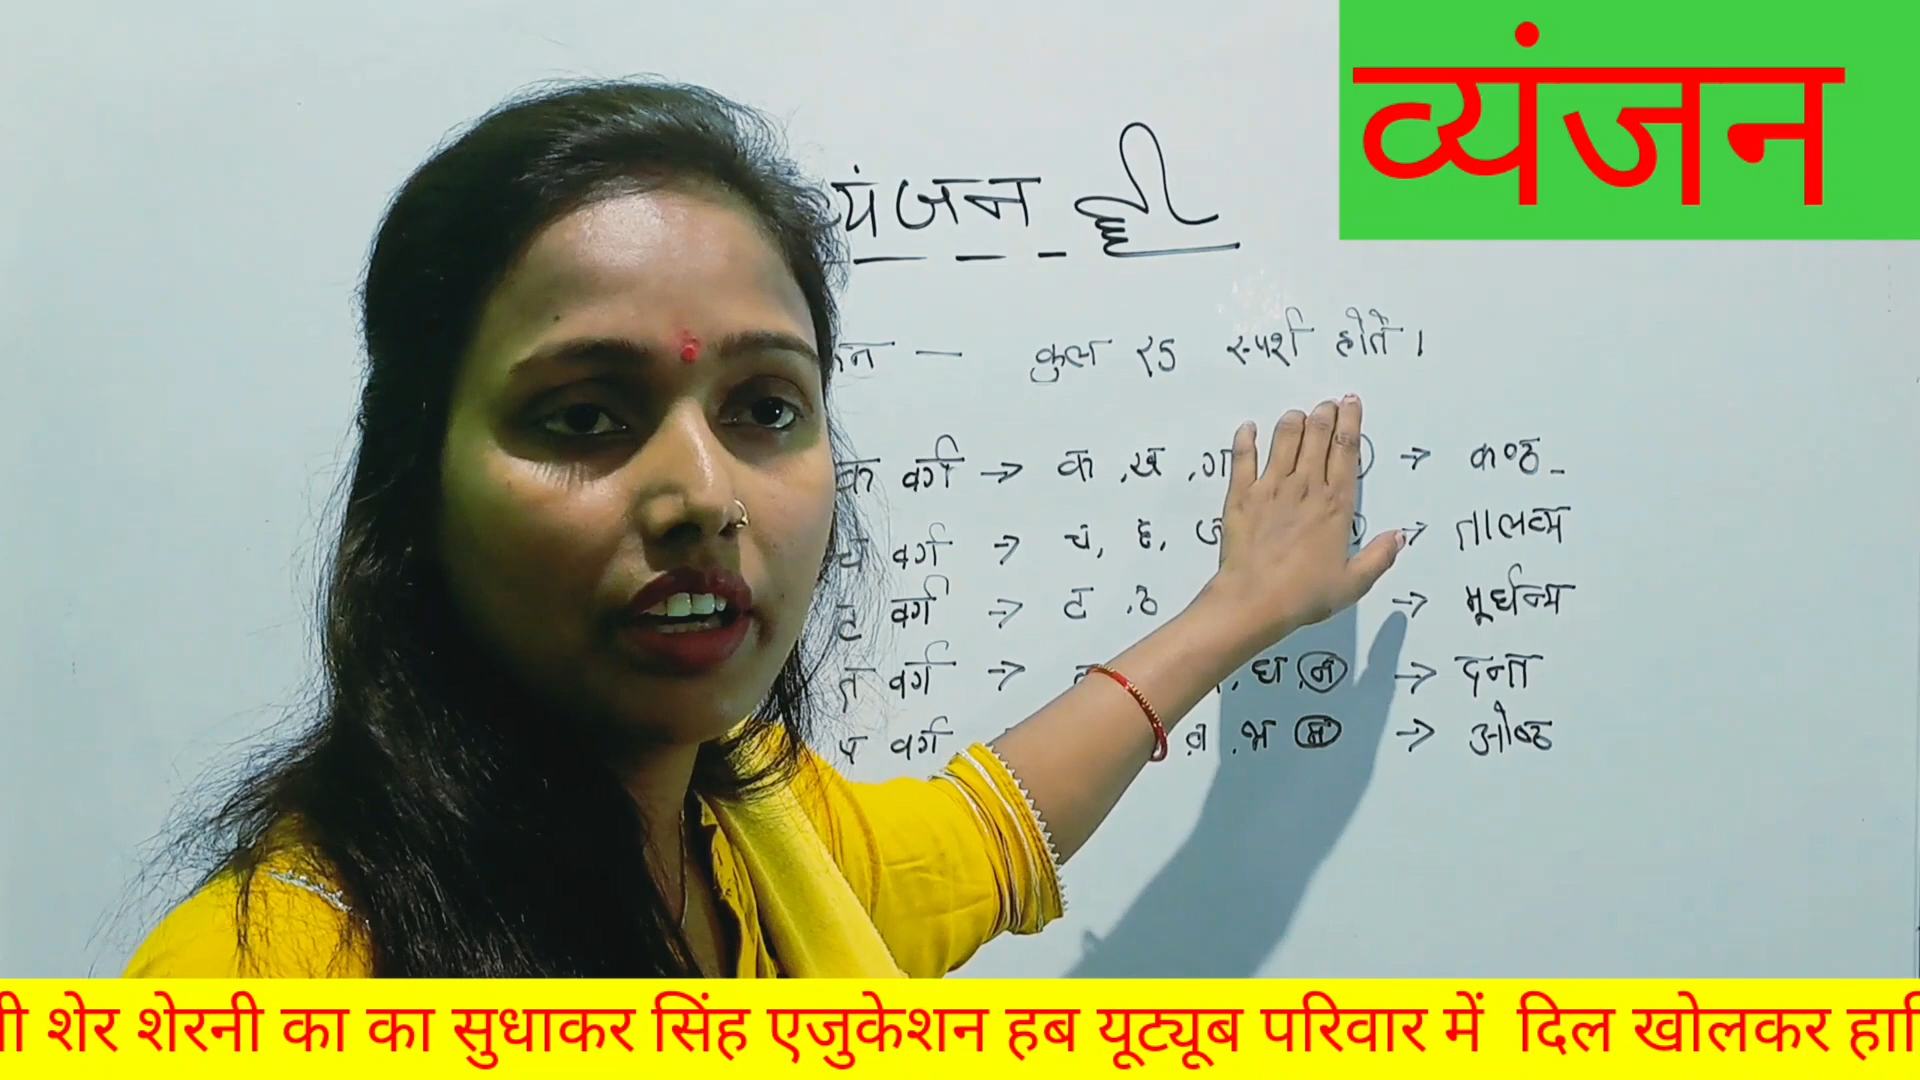 व्यंजन
व्यंजन ही
कुल २5 स्पर्श होते।
क वर्ग → क ,ख ,ग → कण्ठ
च वर्ग → च, छ, ज → तालव्य
ट वर्ग → ट ,ठ → मूर्धन्य
त वर्ग → ,ध न → दन्त
प वर्ग ब ,भ म → ओष्ठ
शेर शेरनी का का सुधाकर सिंह एजुकेशन हब यूट्यूब परिवार में दिल खोलकर